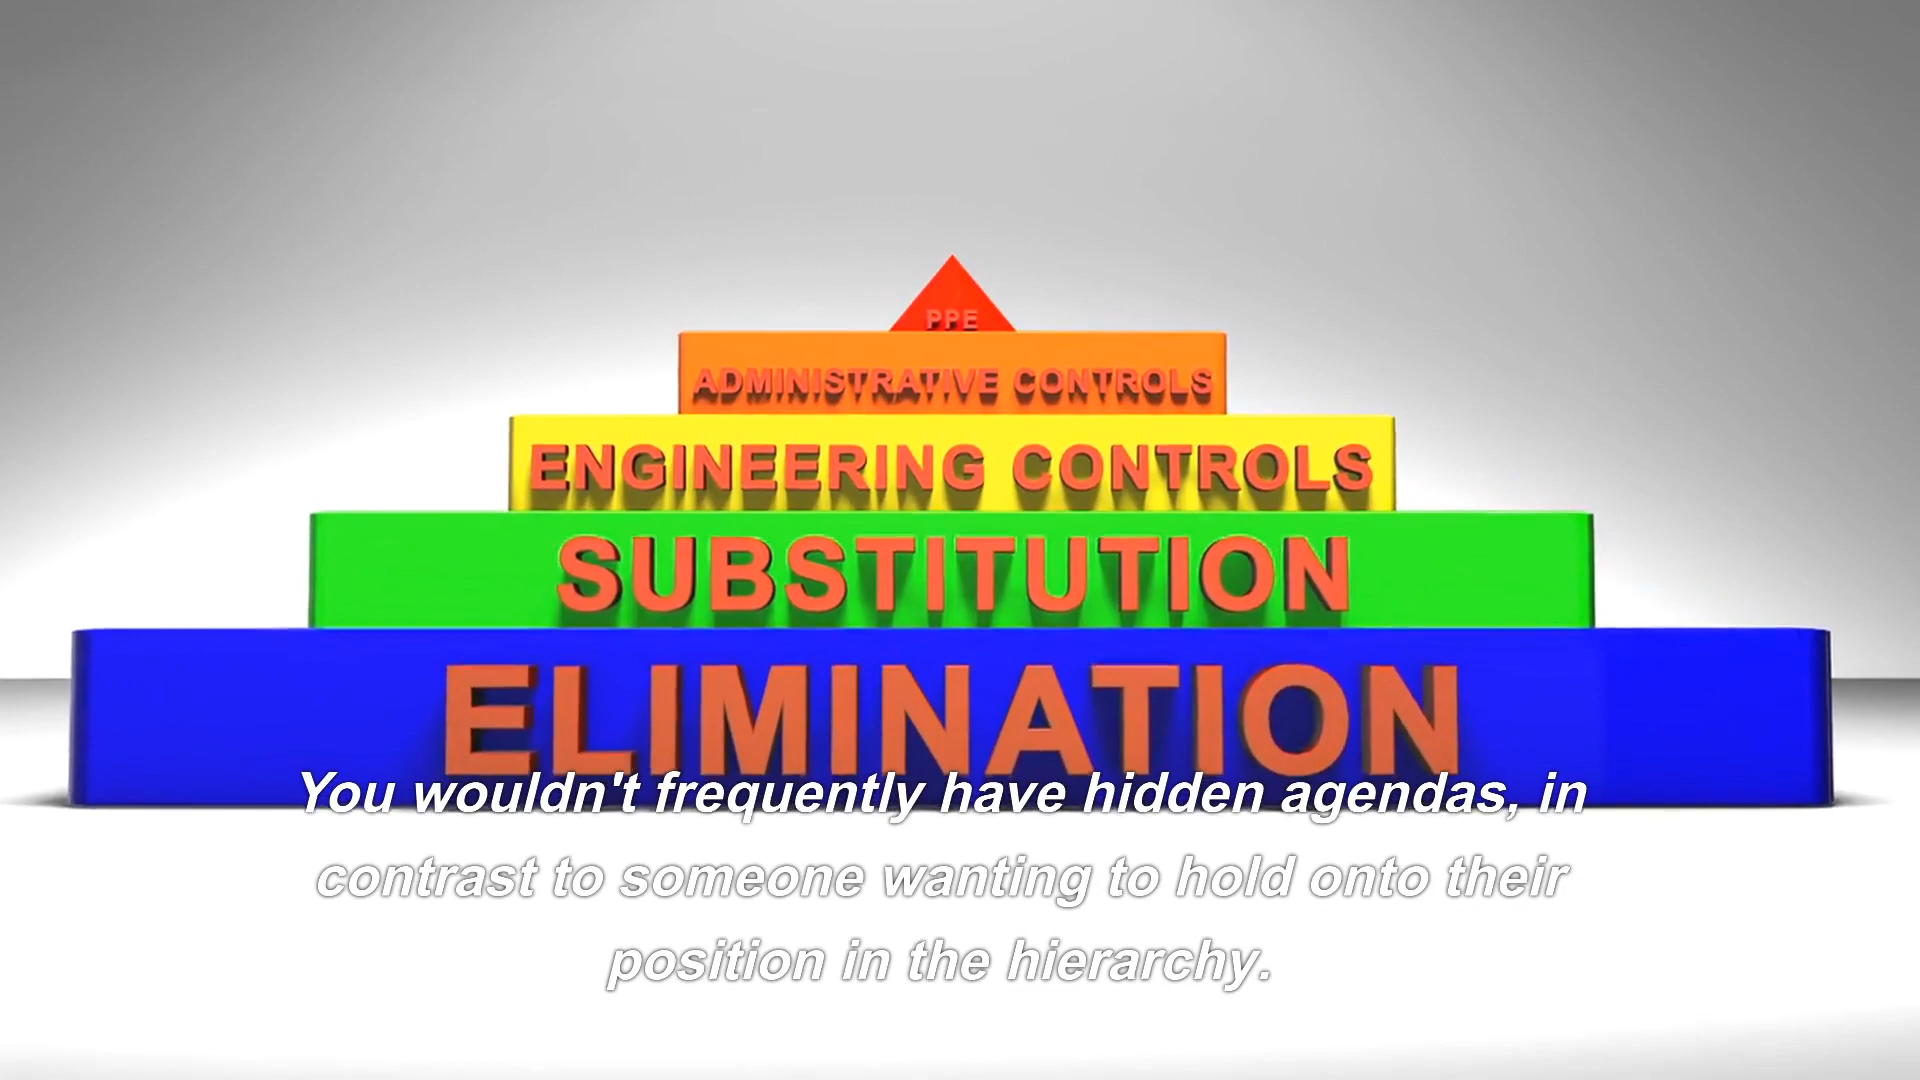 PPE
ADMINISTRATIVE CONTROLS
ENGINEERING CONTROLS
SUBSTITUTION
ELIMINATION
You wouldn't frequently have hidden agendas, in
contrast to someone wanting to hold onto their
position in the hierarchy.